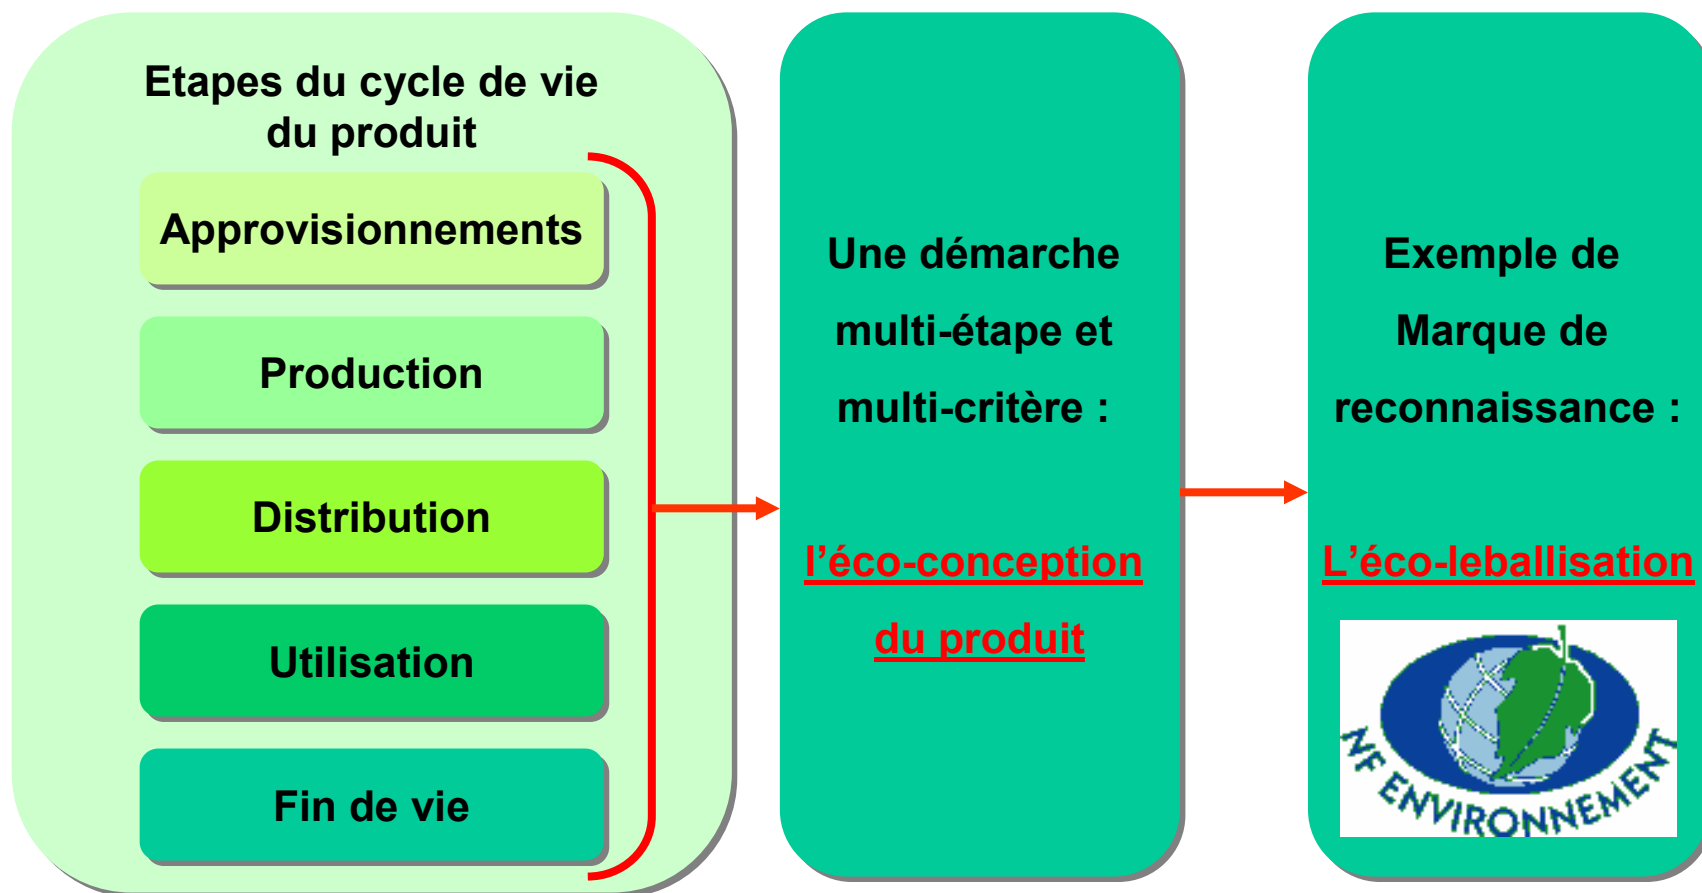 Etapes du cycle de vie
du produit
Approvisionnements
Production
Distribution
Utilisation
Fin de vie
Une démarche
multi-étape et
multi-critère :
l’éco-conception
du produit
Exemple de
Marque de
reconnaissance :
L’éco-leballisation
NF ENVIRONNEMENT